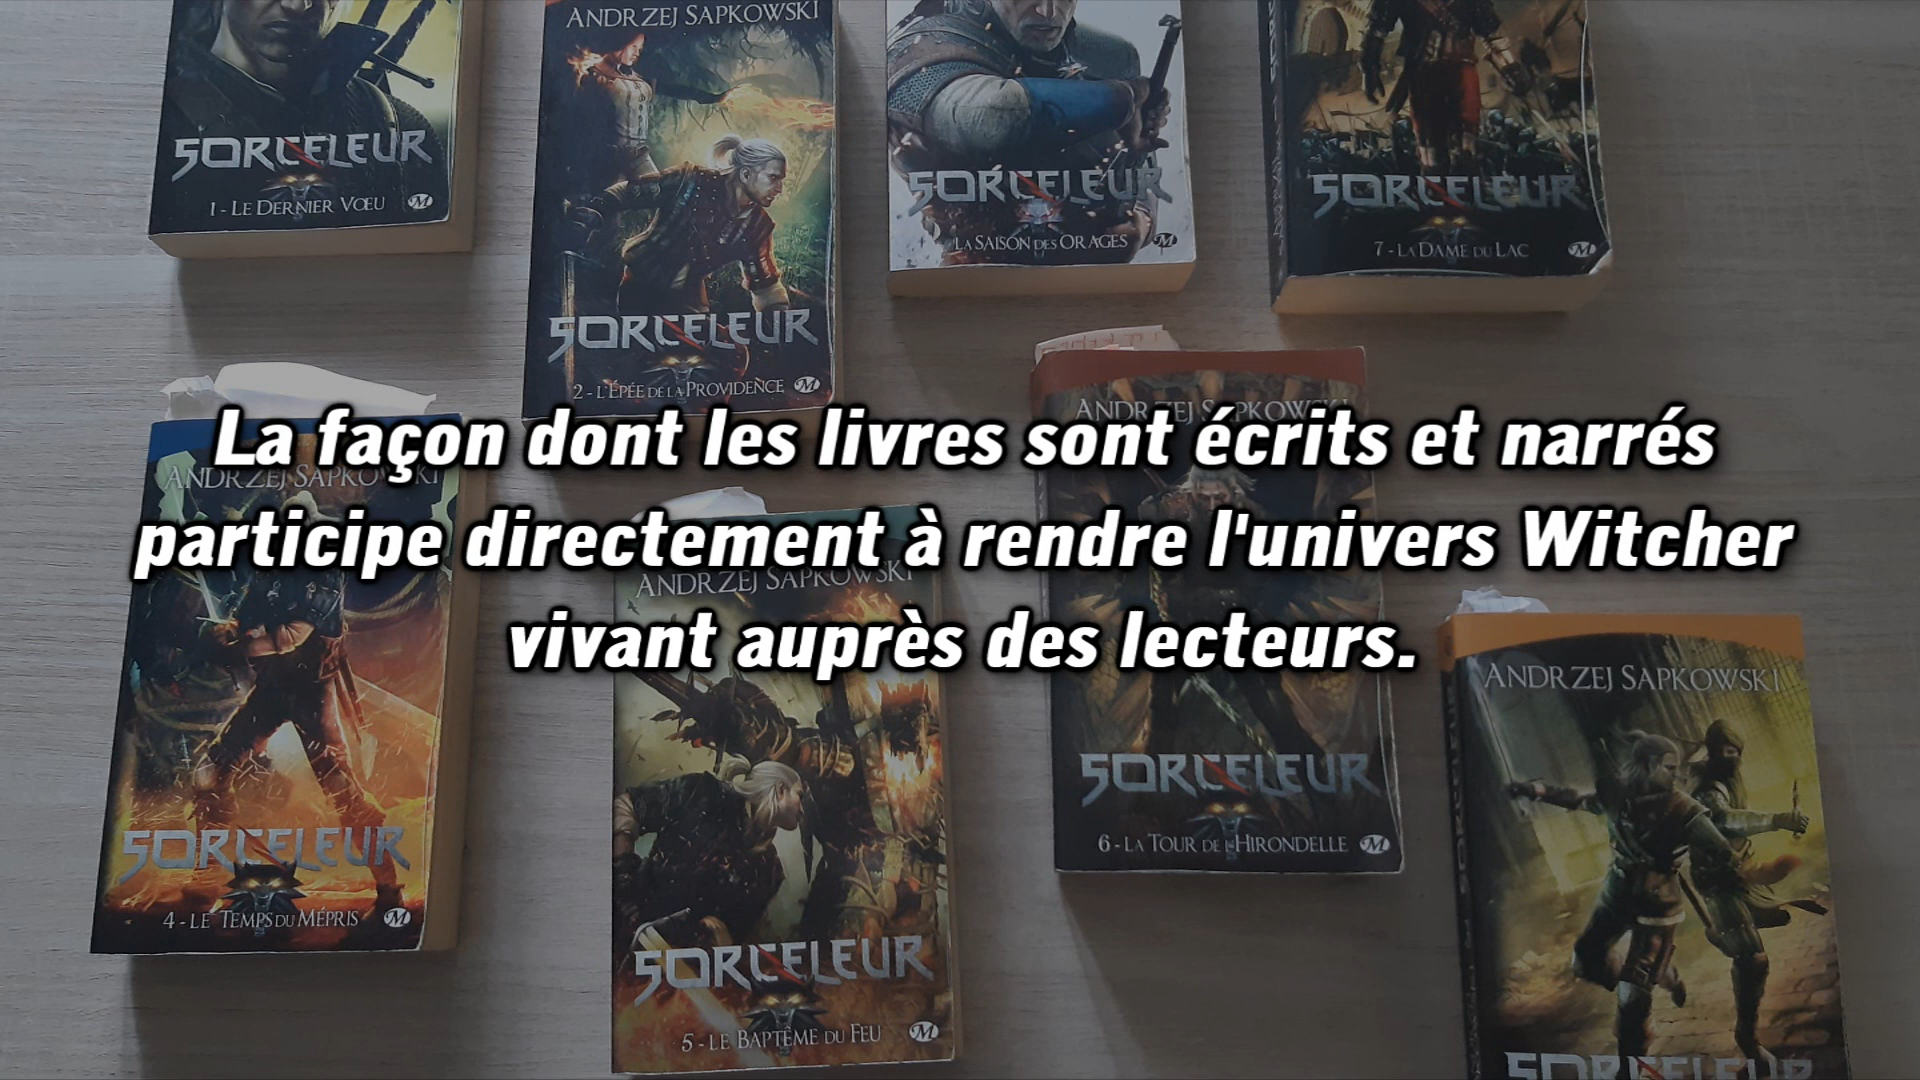 ANDRZEJ SAPKOWSKI
SORCELEUR
1 - LE DERNIER VŒU
M
SORCELEUR
2 - L'ÉPÉE DE LA PROVIDENCE
M
SORCELEUR
LA SAISON DES ORAGES
M
SORCELEUR
7 - LA DAME DU LAC
M
La façon dont les livres sont écrits et narrés
participe directement à rendre l'univers Witcher
vivant auprès des lecteurs.
ANDRZEJ SAPKOWSKI
SORCELEUR
4 - LE TEMPS DU MÉPRIS
M
ANDRZEJ SAPKOWSKI
SORCELEUR
5 - LE BAPTÊME DU FEU
M
ANDRZEJ SAPKOWSKI
SORCELEUR
6 - LA TOUR DE L'HIRONDELLE
M
ANDRZEJ SAPKOWSKI
SORCELEUR